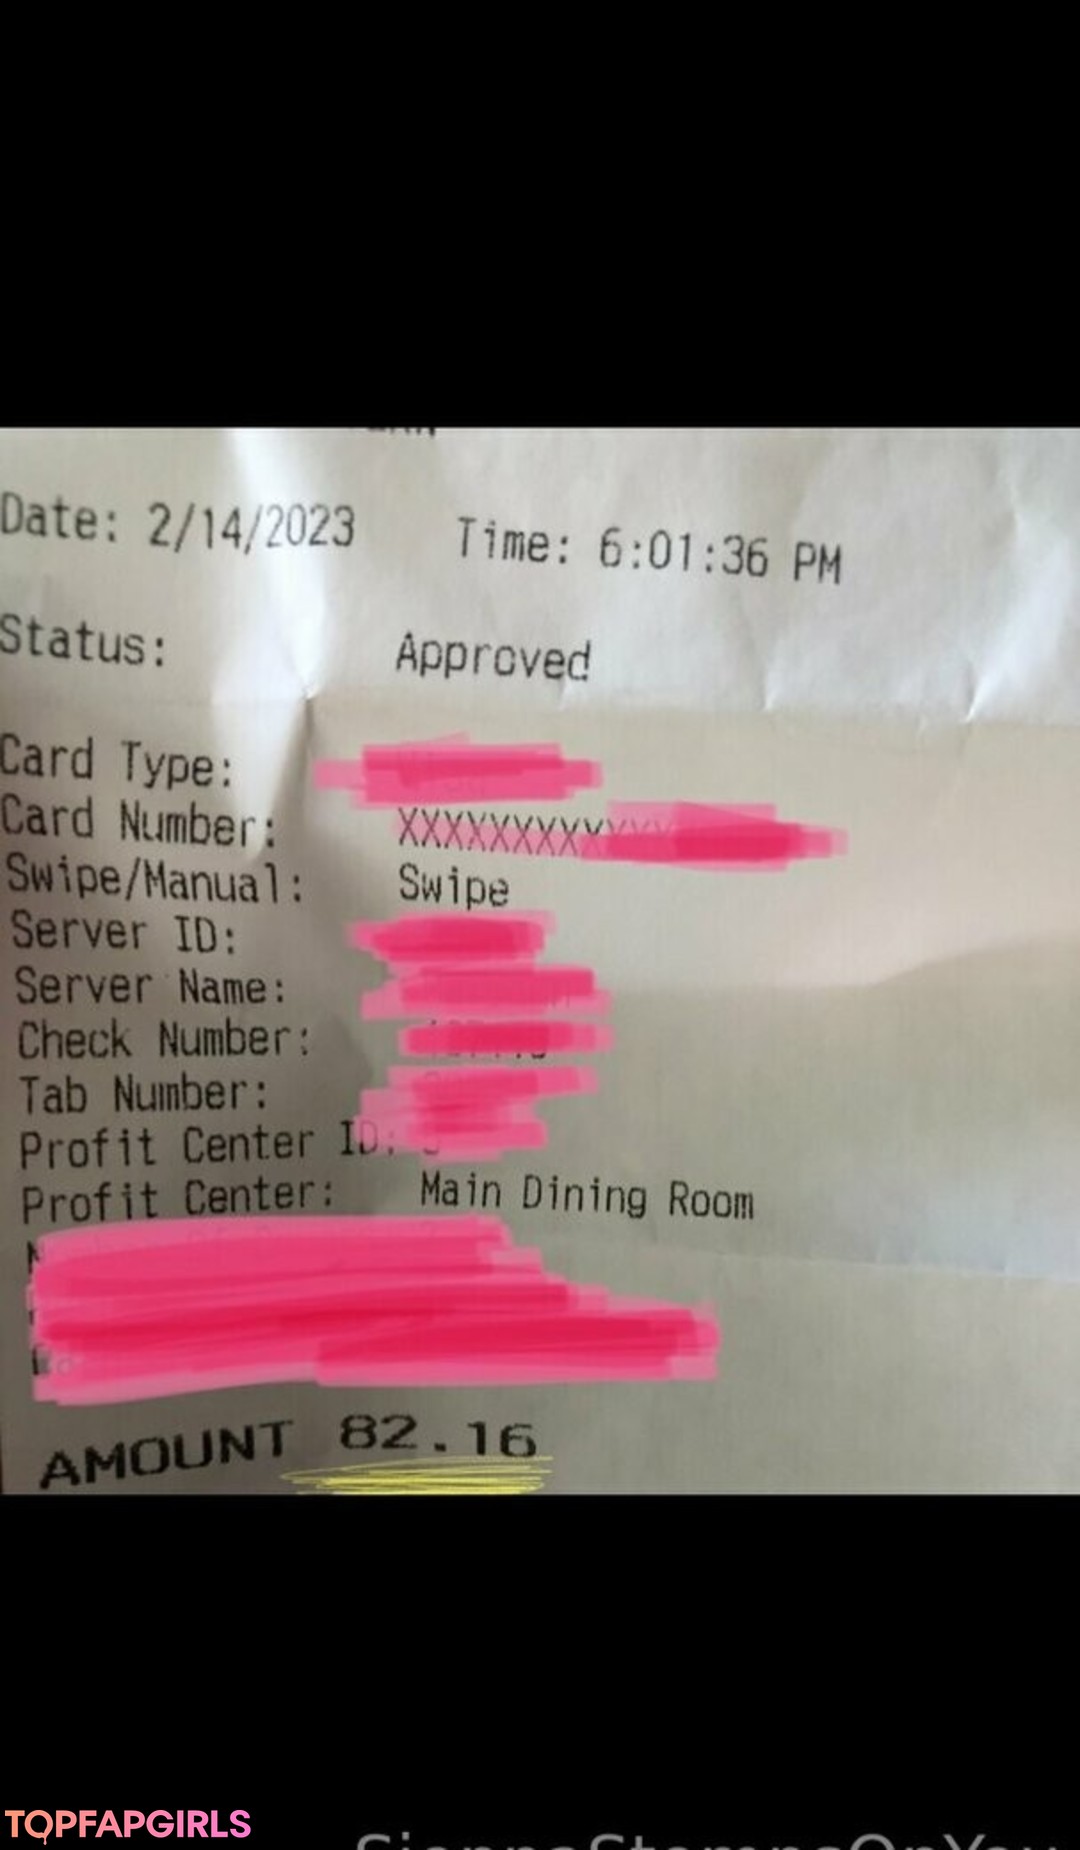 Date: 2/14/2023 Time: 6:01:36 PM
Status: Approved
Card Type:
Card Number: XXXXXXXXXXXX
Swipe/Manual: Swipe
Server ID:
Server Name:
Check Number:
Tab Number:
Profit Center ID:
Profit Center: Main Dining Room
AMOUNT 82.16
TOPFAPGIRLS